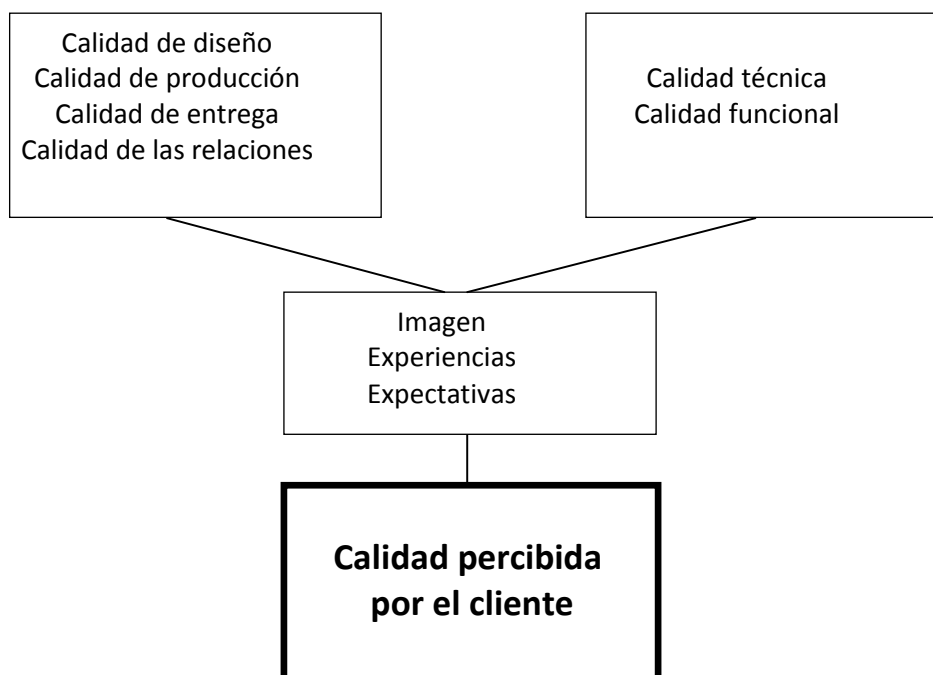 Calidad de diseño
Calidad de producción
Calidad de entrega
Calidad de las relaciones
Calidad técnica
Calidad funcional
Imagen
Experiencias
Expectativas
Calidad percibida
por el cliente